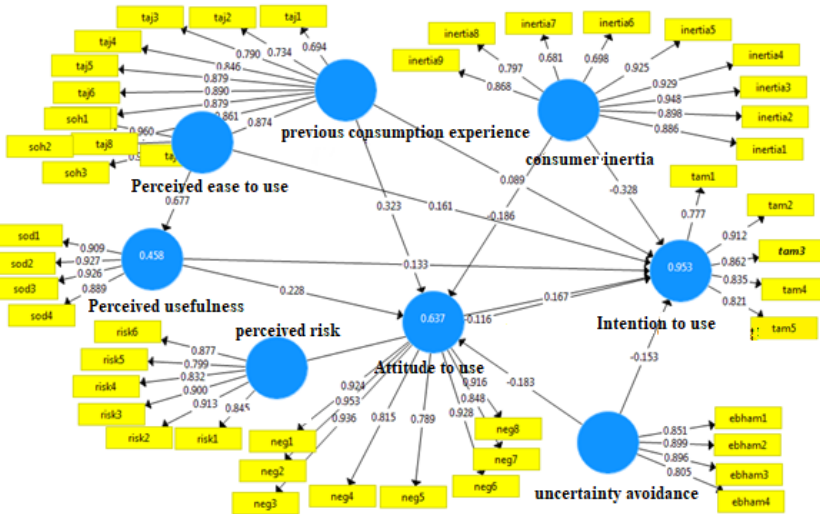 taj3
taj2
taj1
taj4
taj5
taj6
soh1
soh2
taj8
taj
soh3
0.790
0.734
0.694
0.846
0.879
0.890
0.879
0.861
0.874
0.960
previous consumption experience
Perceived ease to use
0.677
inertia9
inertia8
inertia7
inertia6
inertia5
inertia4
inertia3
inertia2
inertia1
0.868
0.797
0.681
0.698
0.925
0.929
0.948
0.898
0.886
consumer inertia
0.089
-0.328
-0.186
0.323
0.161
0.133
0.228
tam1
tam2
tam3
tam4
tam5
0.777
0.912
0.862
0.835
0.821
0.953
Intention to use
sod1
sod2
sod3
sod4
0.909
0.927
0.926
0.889
0.458
Perceived usefulness
perceived risk
risk6
risk5
risk4
risk3
risk2
risk1
0.877
0.799
0.832
0.900
0.913
0.845
0.637
Attitude to use
0.167
-0.116
-0.153
-0.183
0.924
0.953
0.936
0.815
0.789
0.928
0.848
0.916
neg1
neg2
neg3
neg4
neg5
neg6
neg7
neg8
uncertainty avoidance
0.851
0.899
0.896
0.805
ebham1
ebham2
ebham3
ebham4